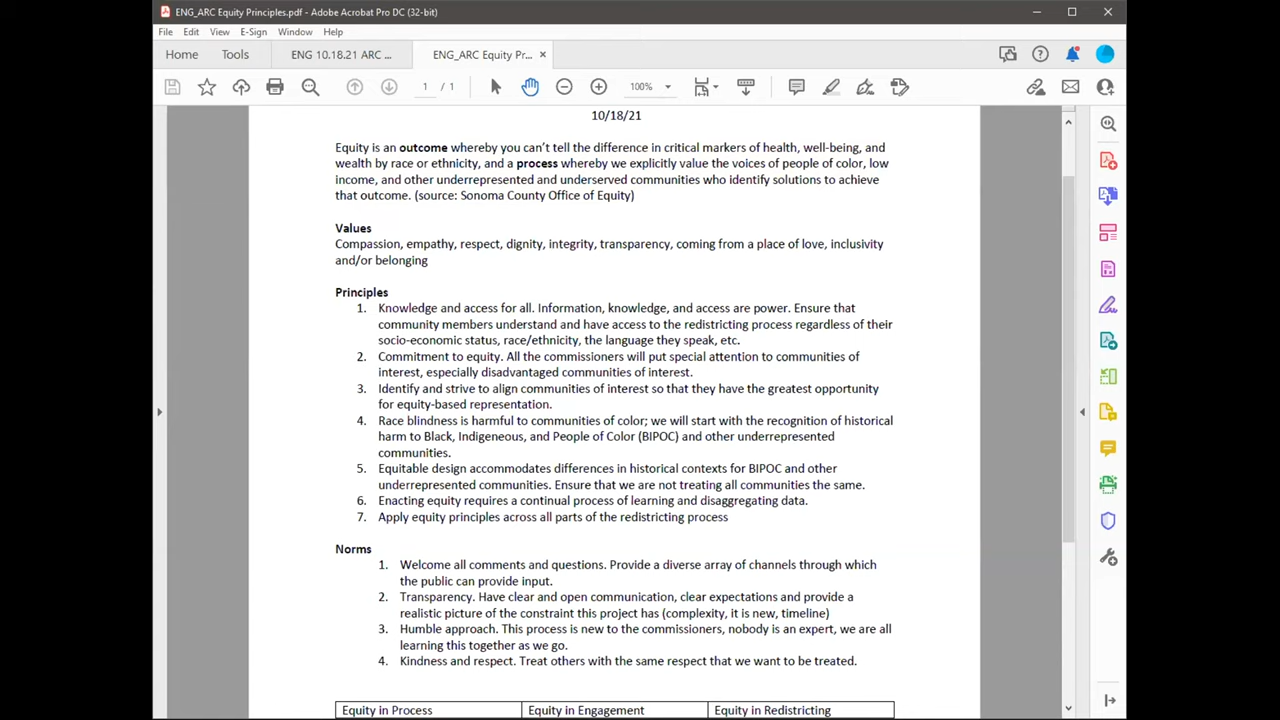 ENG_ARC Equity Principles.pdf - Adobe Acrobat Pro DC (32-bit)
File Edit View E-Sign Window Help
Home Tools ENG 10.18.21 ARC ... ENG_ARC Equity Pr... ×
1 / 1 100%
10/18/21
Equity is an outcome whereby you can't tell the difference in critical markers of health, well-being, and
wealth by race or ethnicity, and a process whereby we explicitly value the voices of people of color, low
income, and other underrepresented and underserved communities who identify solutions to achieve
that outcome. (source: Sonoma County Office of Equity)
Values
Compassion, empathy, respect, dignity, integrity, transparency, coming from a place of love, inclusivity
and/or belonging
Principles
1. Knowledge and access for all. Information, knowledge, and access are power. Ensure that
community members understand and have access to the redistricting process regardless of their
socio-economic status, race/ethnicity, the language they speak, etc.
2. Commitment to equity. All the commissioners will put special attention to communities of
interest, especially disadvantaged communities of interest.
3. Identify and strive to align communities of interest so that they have the greatest opportunity
for equity-based representation.
4. Race blindness is harmful to communities of color; we will start with the recognition of historical
harm to Black, Indigeneous, and People of Color (BIPOC) and other underrepresented
communities.
5. Equitable design accommodates differences in historical contexts for BIPOC and other
underrepresented communities. Ensure that we are not treating all communities the same.
6. Enacting equity requires a continual process of learning and disaggregating data.
7. Apply equity principles across all parts of the redistricting process
Norms
1. Welcome all comments and questions. Provide a diverse array of channels through which
the public can provide input.
2. Transparency. Have clear and open communication, clear expectations and provide a
realistic picture of the constraint this project has (complexity, it is new, timeline)
3. Humble approach. This process is new to the commissioners, nobody is an expert, we are all
learning this together as we go.
4. Kindness and respect. Treat others with the same respect that we want to be treated.
Equity in Process Equity in Engagement Equity in Redistricting